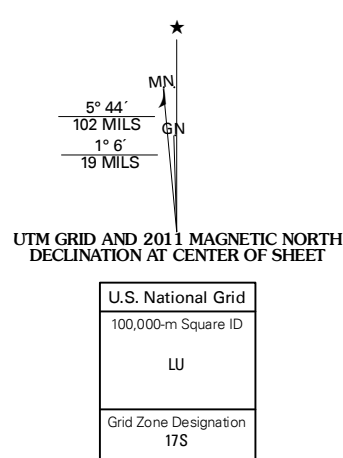 MN
5° 44´
102 MILS
GN
1° 6´
19 MILS
UTM GRID AND 2011 MAGNETIC NORTH
DECLINATION AT CENTER OF SHEET
U.S. National Grid
100,000-m Square ID
LU
Grid Zone Designation
17S